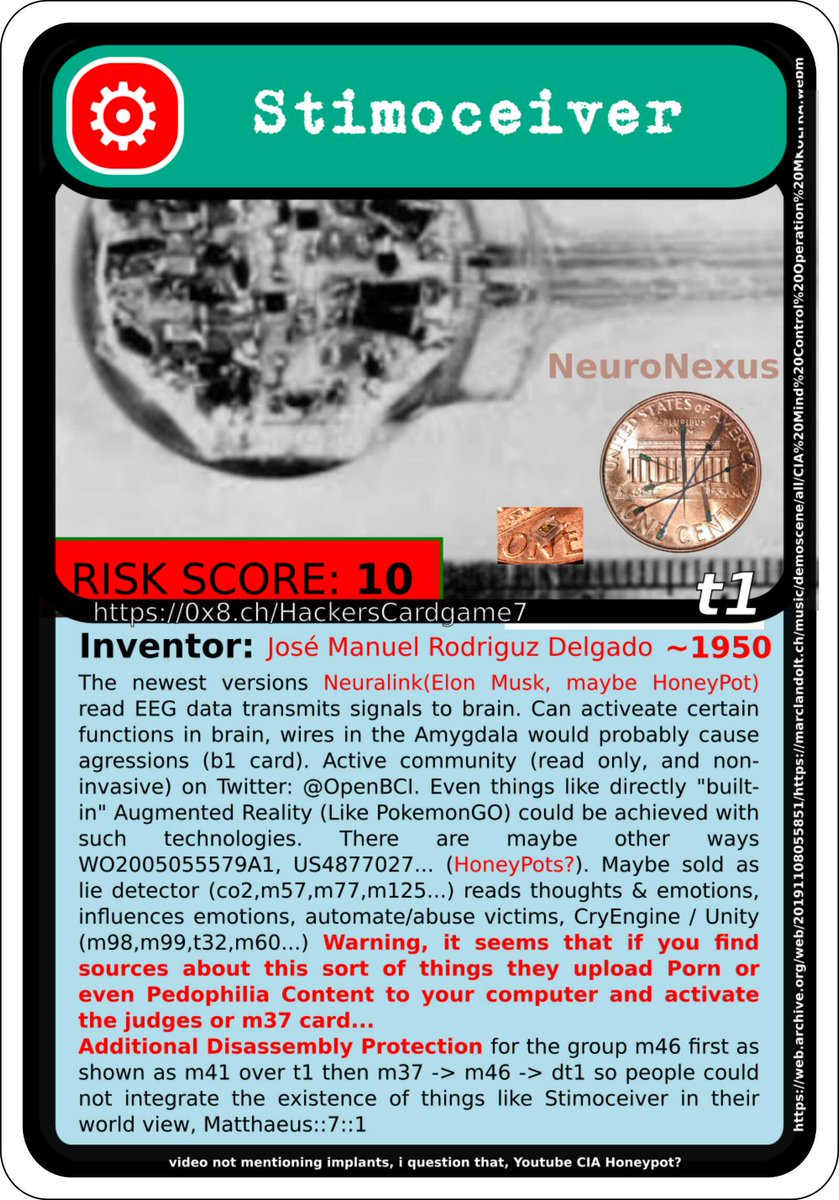 Stimoceiver
NeuroNexus
UNITED STATES of AMERICA
E PLURIBUS
UNUM
ONE CENT
ONE
RISK SCORE: 10
t1
https://0x8.ch/HackersCardgame7
Inventor: José Manuel Rodriguz Delgado ~1950
The newest versions Neuralink(Elon Musk, maybe HoneyPot)
read EEG data transmits signals to brain. Can activeate certain
functions in brain, wires in the Amygdala would probably cause
agressions (b1 card). Active community (read only, and non-
invasive) on Twitter: @OpenBCI. Even things like directly "built-
in" Augmented Reality (Like PokemonGO) could be achieved with
such technologies. There are maybe other ways
WO2005055579A1, US4877027... (HoneyPots?). Maybe sold as
lie detector (co2,m57,m77,m125...) reads thoughts & emotions,
influences emotions, automate/abuse victims, CryEngine / Unity
(m98,m99,t32,m60...) Warning, it seems that if you find
sources about this sort of things they upload Porn or
even Pedophilia Content to your computer and activate
the judges or m37 card...
Additional Disassembly Protection for the group m46 first as
shown as m41 over t1 then m37 -> m46 -> dt1 so people could
not integrate the existence of things like Stimoceiver in their
world view, Matthaeus::7::1
video not mentioning implants, i question that, Youtube CIA Honeypot?
https://web.archive.org/web/20191108055851/https://marclandolt.ch/music/demoscene/all/CIA%20Mind%20Control%20Operation%20MKULTRA.webm